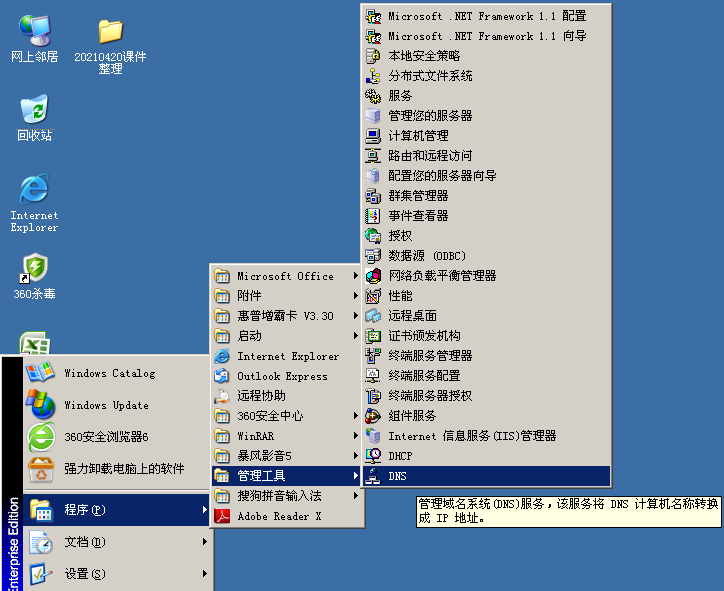 网上邻居
20210420课件
整理
回收站
Internet
Explorer
360杀毒
Windows Catalog
Windows Update
360安全浏览器6
强力卸载电脑上的软件
程序(P)
文档(D)
设置(S)
nterprise Edition
Microsoft Office
附件
惠普增霸卡 V3.30
启动
Internet Explorer
Outlook Express
远程协助
360安全中心
WinRAR
暴风影音5
管理工具
搜狗拼音输入法
Adobe Reader X
Microsoft .NET Framework 1.1 配置
Microsoft .NET Framework 1.1 向导
本地安全策略
分布式文件系统
服务
管理您的服务器
计算机管理
路由和远程访问
配置您的服务器向导
群集管理器
事件查看器
授权
数据源 (ODBC)
网络负载平衡管理器
性能
远程桌面
证书颁发机构
终端服务管理器
终端服务配置
终端服务器授权
组件服务
Internet 信息服务(IIS)管理器
DHCP
DNS
管理域名系统(DNS)服务，该服务将 DNS 计算机名称转换
成 IP 地址。